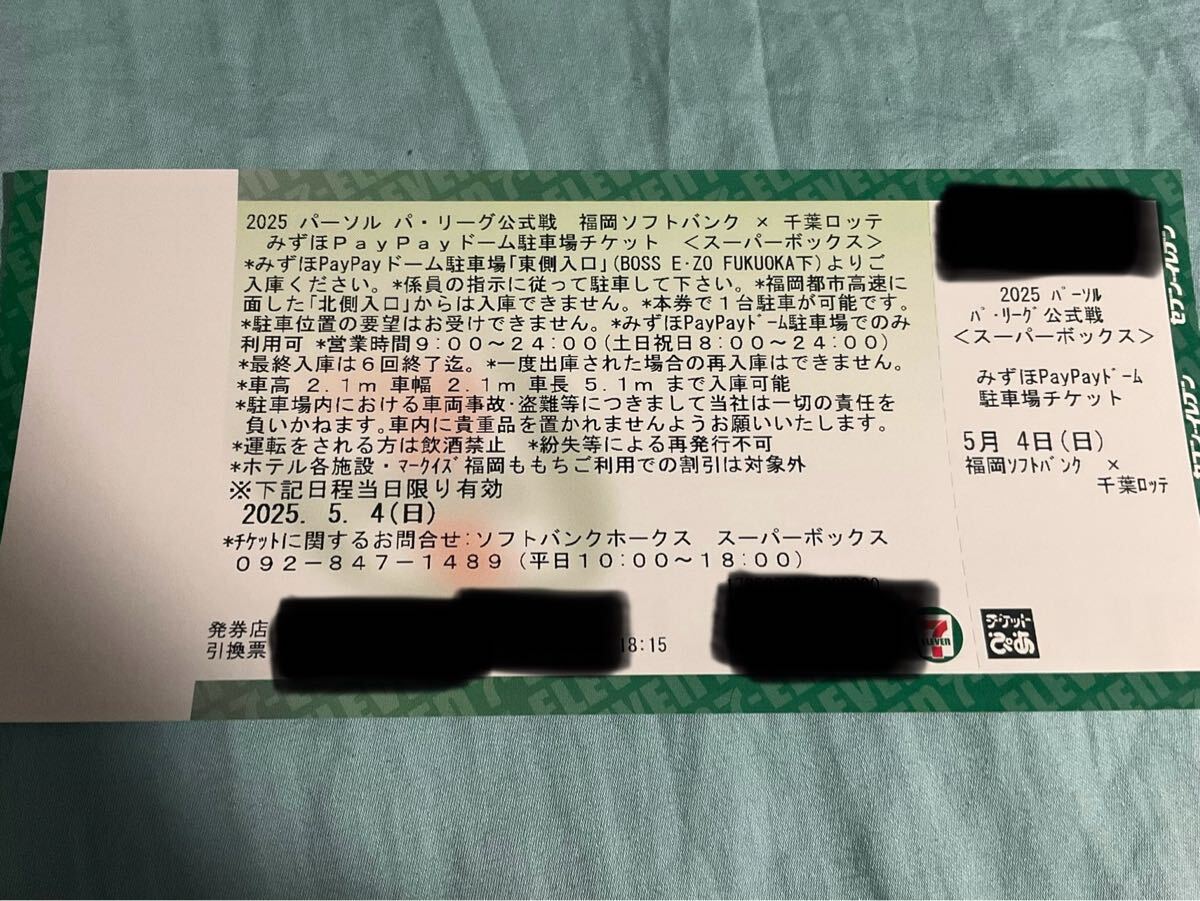 2025 パーソル パ・リーグ公式戦 福岡ソフトバンク × 千葉ロッテ
みずほPayPayドーム駐車場チケット <スーパーボックス>
*みずほPayPayドーム駐車場「東側入口」(BOSS E・ZO FUKUOKA下)よりご
入庫ください。*係員の指示に従って駐車して下さい。*福岡都市高速に
面した「北側入口」からは入庫できません。*本券で1台駐車が可能です。
*駐車位置の要望はお受けできません。*みずほPayPayﾄﾞｰﾑ駐車場でのみ
利用可 *営業時間9:00～24:00(土日祝日8:00～24:00)
*最終入庫は6回終了迄。*一度出庫された場合の再入庫はできません。
*車高 2.1m 車幅 2.1m 車長 5.1m まで入庫可能
*駐車場内における車両事故・盗難等につきまして当社は一切の責任を
負いかねます。車内に貴重品を置かれませんようお願いいたします。
*運転をされる方は飲酒禁止 *紛失等による再発行不可
*ホテル各施設・ﾏｰｸｲｽﾞ福岡ももちご利用での割引は対象外
※下記日程当日限り有効
2025. 5. 4(日)
*ﾁｹｯﾄに関するお問合せ:ソフトバンクホークス スーパーボックス
092-847-1489 (平日10:00～18:00)
発券店
引換票
18:15
7
ELEVEN
2025 ﾊﾟｰｿﾙ
ﾊﾟ・ﾘｰｸﾞ公式戦
<スーパーボックス>
みずほPayPayﾄﾞｰﾑ
駐車場チケット
5月 4日(日)
福岡ｿﾌﾄﾊﾞﾝｸ ×
千葉ﾛｯﾃ
チケット
ぴあ
セブン-イレブン
7-ELEVEN